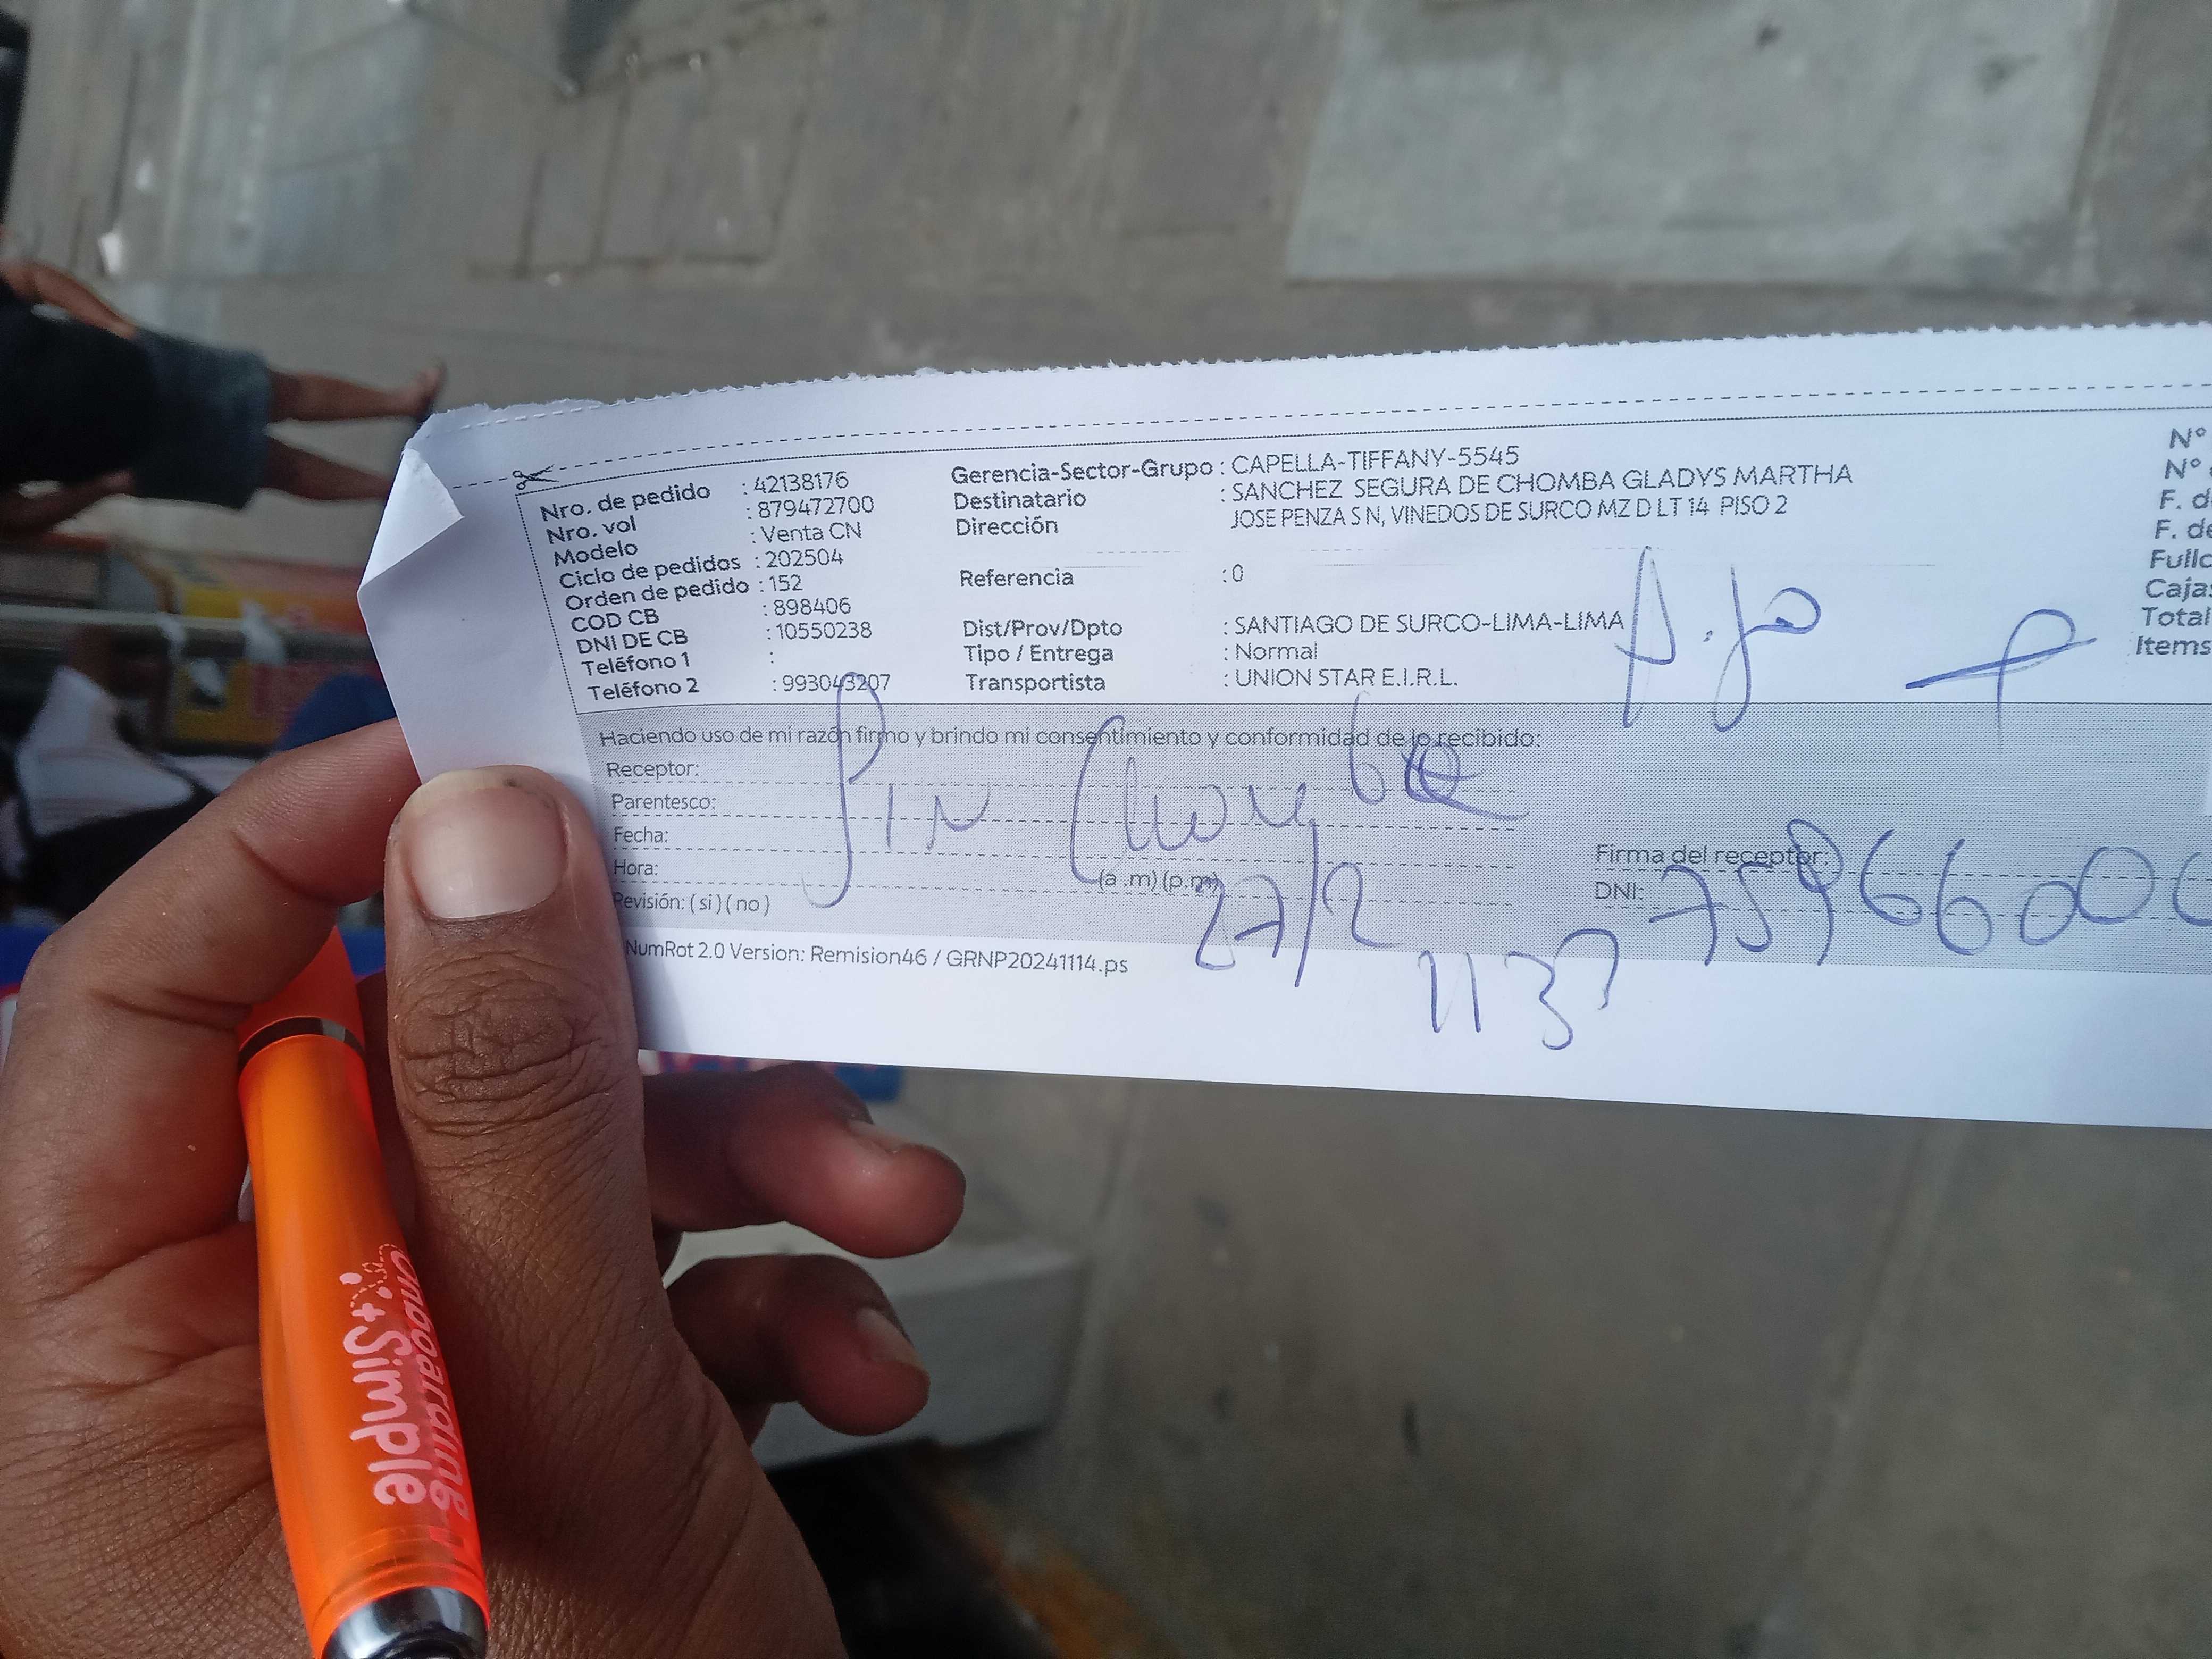 Nro. de pedido : 42138176
Nro. vol : 879472700
Modelo : Venta CN
Ciclo de pedidos : 202504
Orden de pedido : 152
COD CB : 898406
DNI DE CB : 10550238
Teléfono 1 :
Teléfono 2 : 993043207
Gerencia-Sector-Grupo : CAPELLA-TIFFANY-5545
Destinatario : SANCHEZ SEGURA DE CHOMBA GLADYS MARTHA
Dirección JOSE PENZA S N, VINEDOS DE SURCO MZ D LT 14 PISO 2
Referencia : 0
Dist/Prov/Dpto : SANTIAGO DE SURCO-LIMA-LIMA
Tipo / Entrega : Normal
Transportista : UNION STAR E.I.R.L.
N°
N°
F. d
F. de
Fullc
Cajas
Total
Items
Haciendo uso de mi razón firmo y brindo mi consentimiento y conformidad de lo recibido:
Receptor:
Parentesco:
Fecha:
Hora: (a .m) (p.m)
Revisión: ( si ) ( no )
Chomba
27/2
1137
Firma del receptor:
DNI: 7596600
NumRot 2.0 Version: Remision46 / GRNP20241114.ps
+Simple